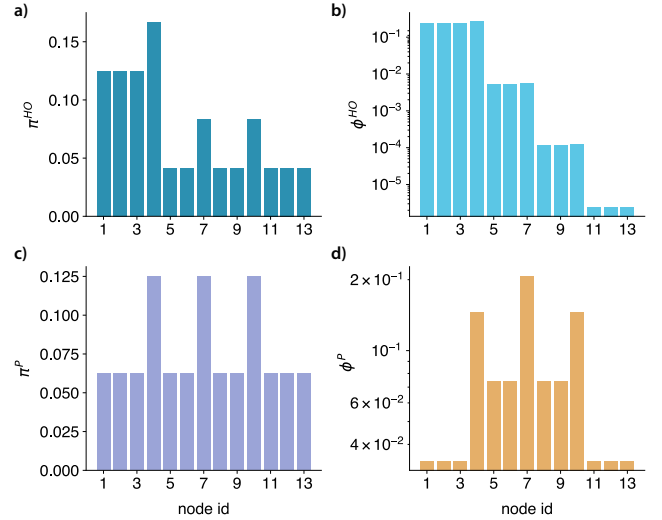 a)
0.15
0.10
0.05
0.00
π^HO
1 3 5 7 9 11 13
b)
10⁻¹
10⁻²
10⁻³
10⁻⁴
10⁻⁵
ϕ^HO
1 3 5 7 9 11 13
c)
0.125
0.100
0.075
0.050
0.025
0.000
π^P
1 3 5 7 9 11 13
node id
d)
2 × 10⁻¹
10⁻¹
6 × 10⁻²
4 × 10⁻²
ϕ^P
1 3 5 7 9 11 13
node id